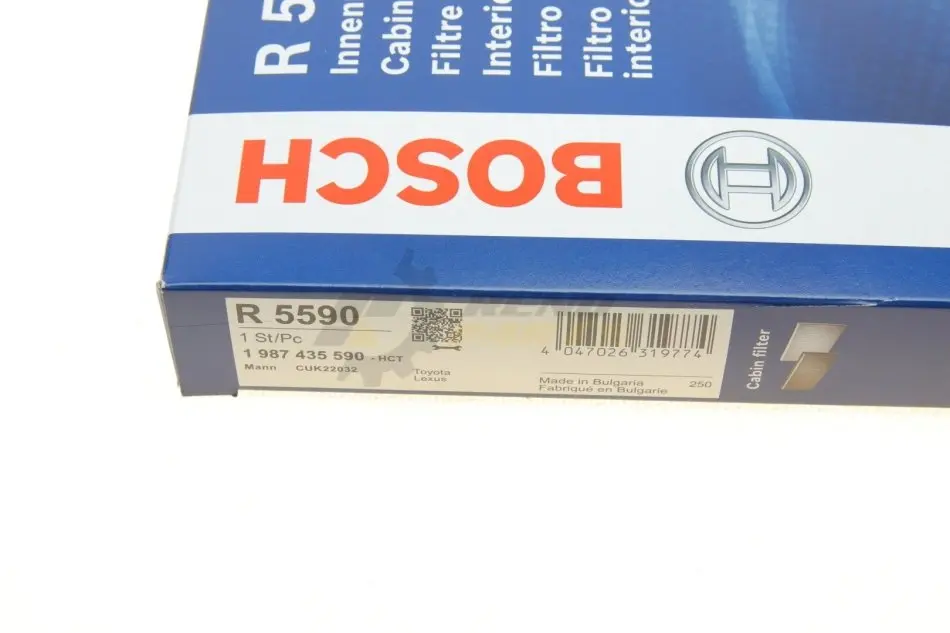 R 5
Innen
Cabin
Filtre
Interio
Filtro
Filtro
interio
BOSCH
R 5590
1 St/Pc
1 987 435 590 - HCT
Mann CUK22032
Toyota
Lexus
4 047026 319774
Made in Bulgaria
Fabriqué en Bulgarie
250
Cabin filter